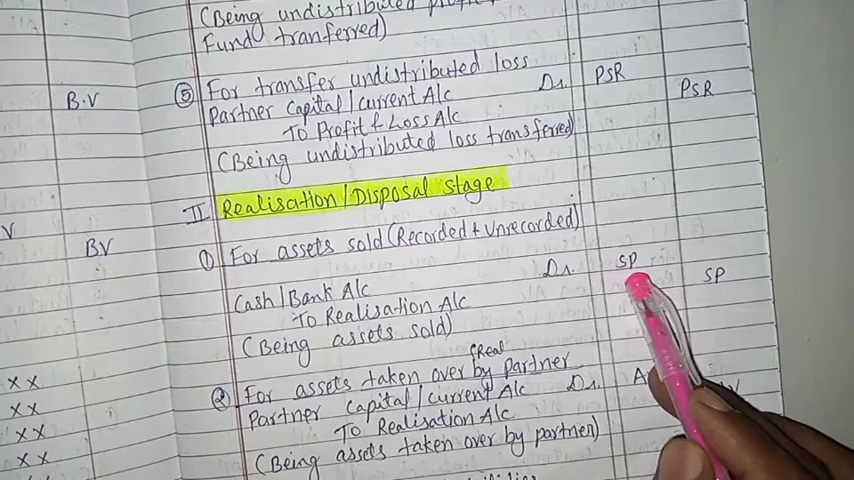 (Being undistributed profit,
Fund tranferred)
B.V
⑤ For transfer undistributed loss
Partner Capital/Current A/c Dr. PSR
To Profit & Loss A/c PSR
(Being undistributed loss transferred)
II Realisation/Disposal stage
V
BV
① For assets sold (Recorded + Unrecorded)
Cash/Bank A/c Dr. SP
To Realisation A/c SP
(Being assets sold)
② For assets taken over by partner
Partner Capital/Current A/c Dr. A
To Realisation A/c V
(Being assets taken over by partner)
XX
XX
XX
XX